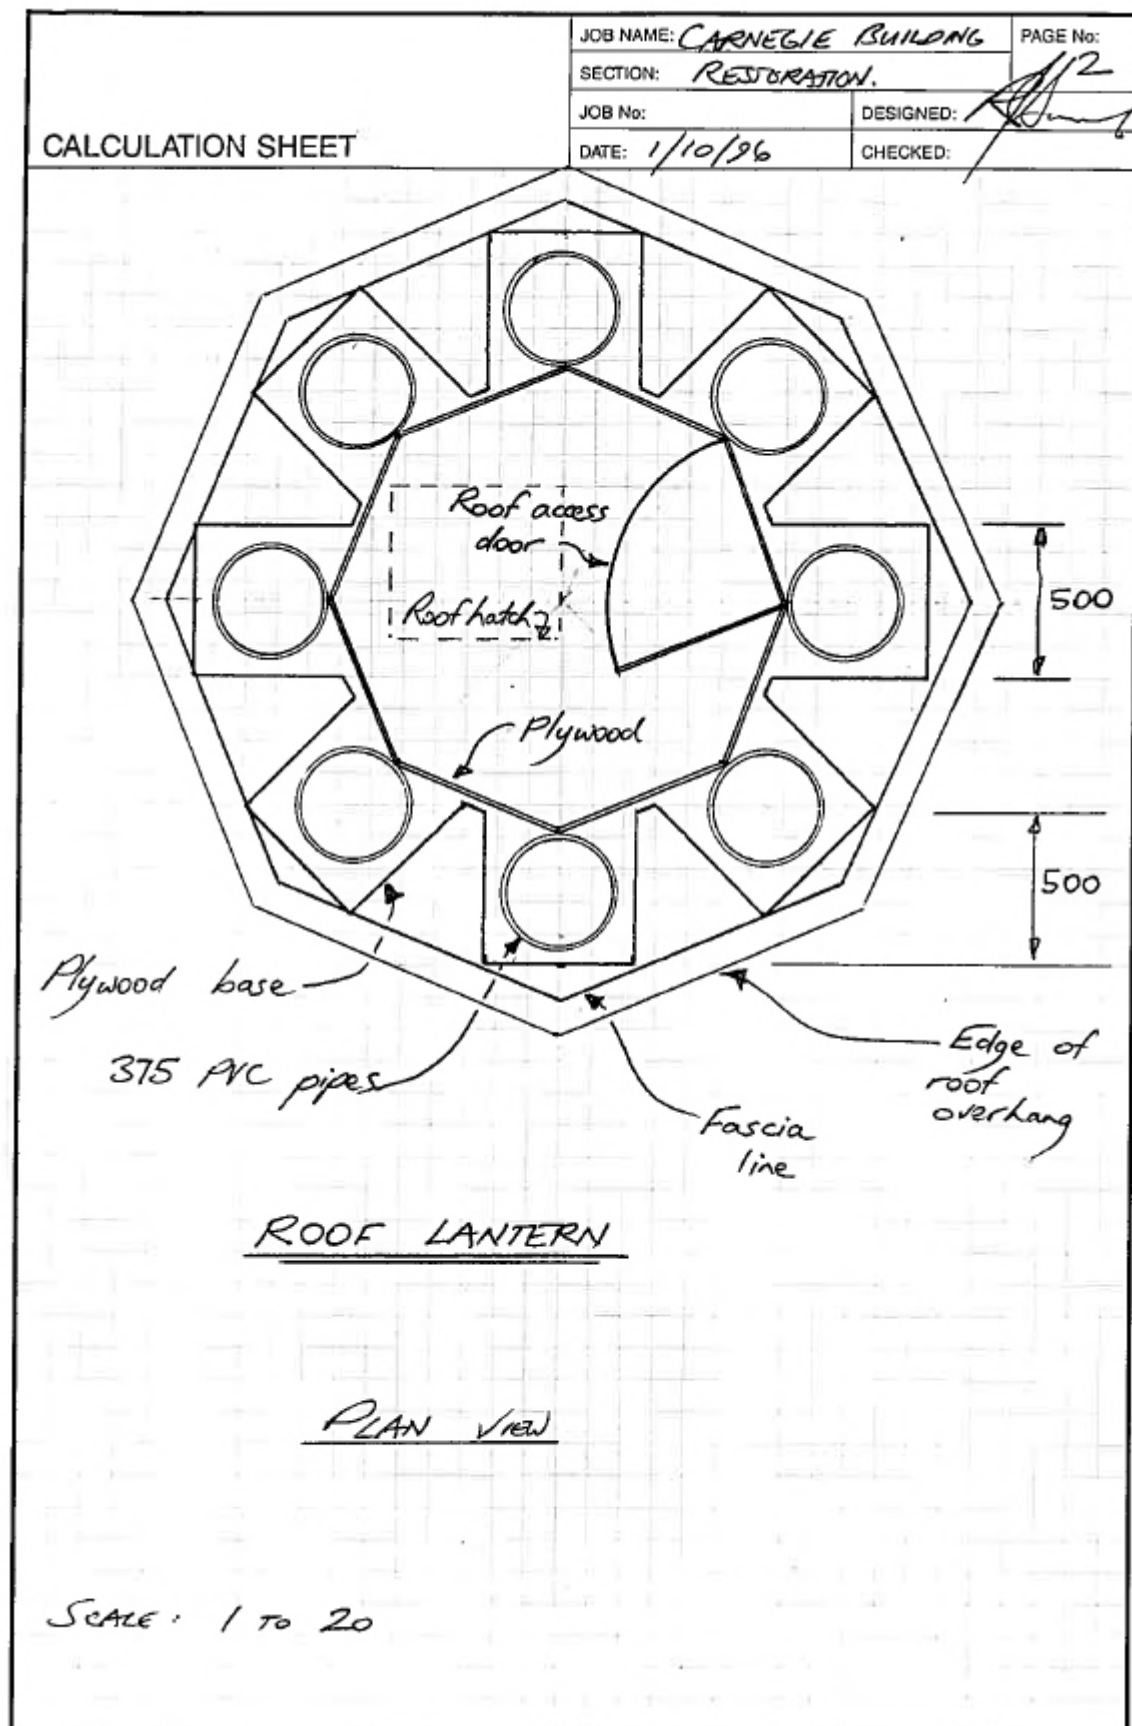 JOB NAME: CARNEGIE BUILDING
PAGE No:
2
SECTION: RESTORATION.
JOB No:
DESIGNED:
CALCULATION SHEET
DATE: 1/10/96
CHECKED:
Roof access
door
Roof hatch
500
Plywood
500
Plywood base
375 PVC pipes
Edge of
roof
overhang
Fascia
line
ROOF LANTERN
PLAN VIEW
SCALE: 1 TO 20